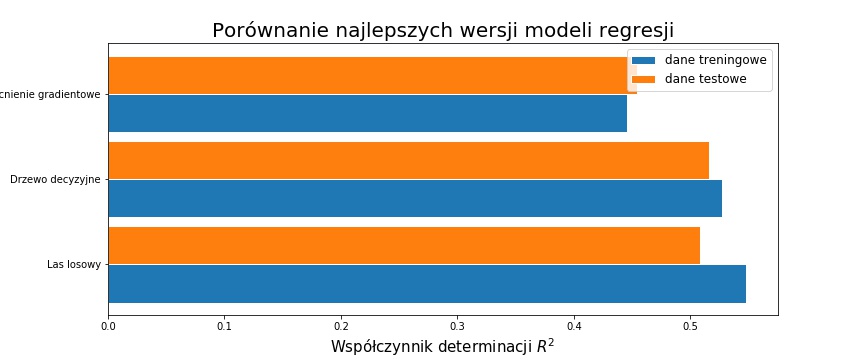 Porównanie najlepszych wersji modeli regresji
dane treningowe
dane testowe
cnienie gradientowe
Drzewo decyzyjne
Las losowy
0.0 0.1 0.2 0.3 0.4 0.5
Współczynnik determinacji R²